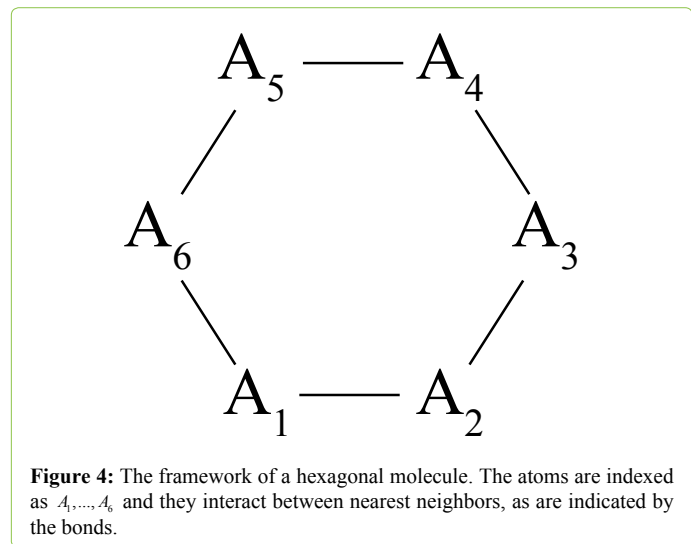 A₅ A₄
A₆ A₃
A₁ A₂
Figure 4: The framework of a hexagonal molecule. The atoms are indexed
as A₁,...,A₆ and they interact between nearest neighbors, as are indicated by
the bonds.